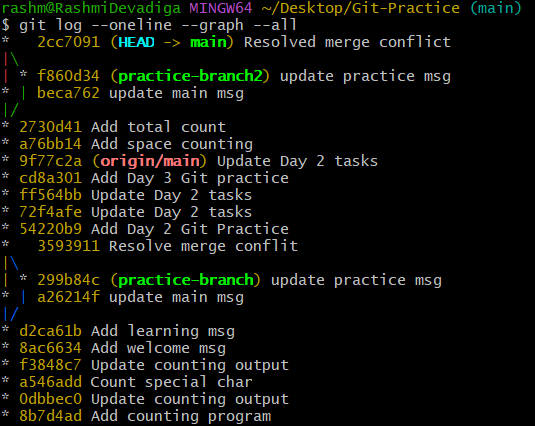 rashm@RashmiDevadiga MINGW64 ~/Desktop/Git-Practice (main)
$ git log --oneline --graph --all
*   2cc7091 (HEAD -> main) Resolved merge conflict
|\
| * f860d34 (practice-branch2) update practice msg
* | beca762 update main msg
|/
* 2730d41 Add total count
* a76bb14 Add space counting
* 9f77c2a (origin/main) Update Day 2 tasks
* cd8a301 Add Day 3 Git practice
* ff564bb Update Day 2 tasks
* 72f4afe Update Day 2 tasks
* 54220b9 Add Day 2 Git Practice
*   3593911 Resolve merge conflit
|\
| * 299b84c (practice-branch) update practice msg
* | a26214f update main msg
|/
* d2ca61b Add learning msg
* 8ac6634 Add welcome msg
* f3848c7 Update counting output
* a546add Count special char
* 0dbbec0 Update counting output
* 8b7d4ad Add counting program